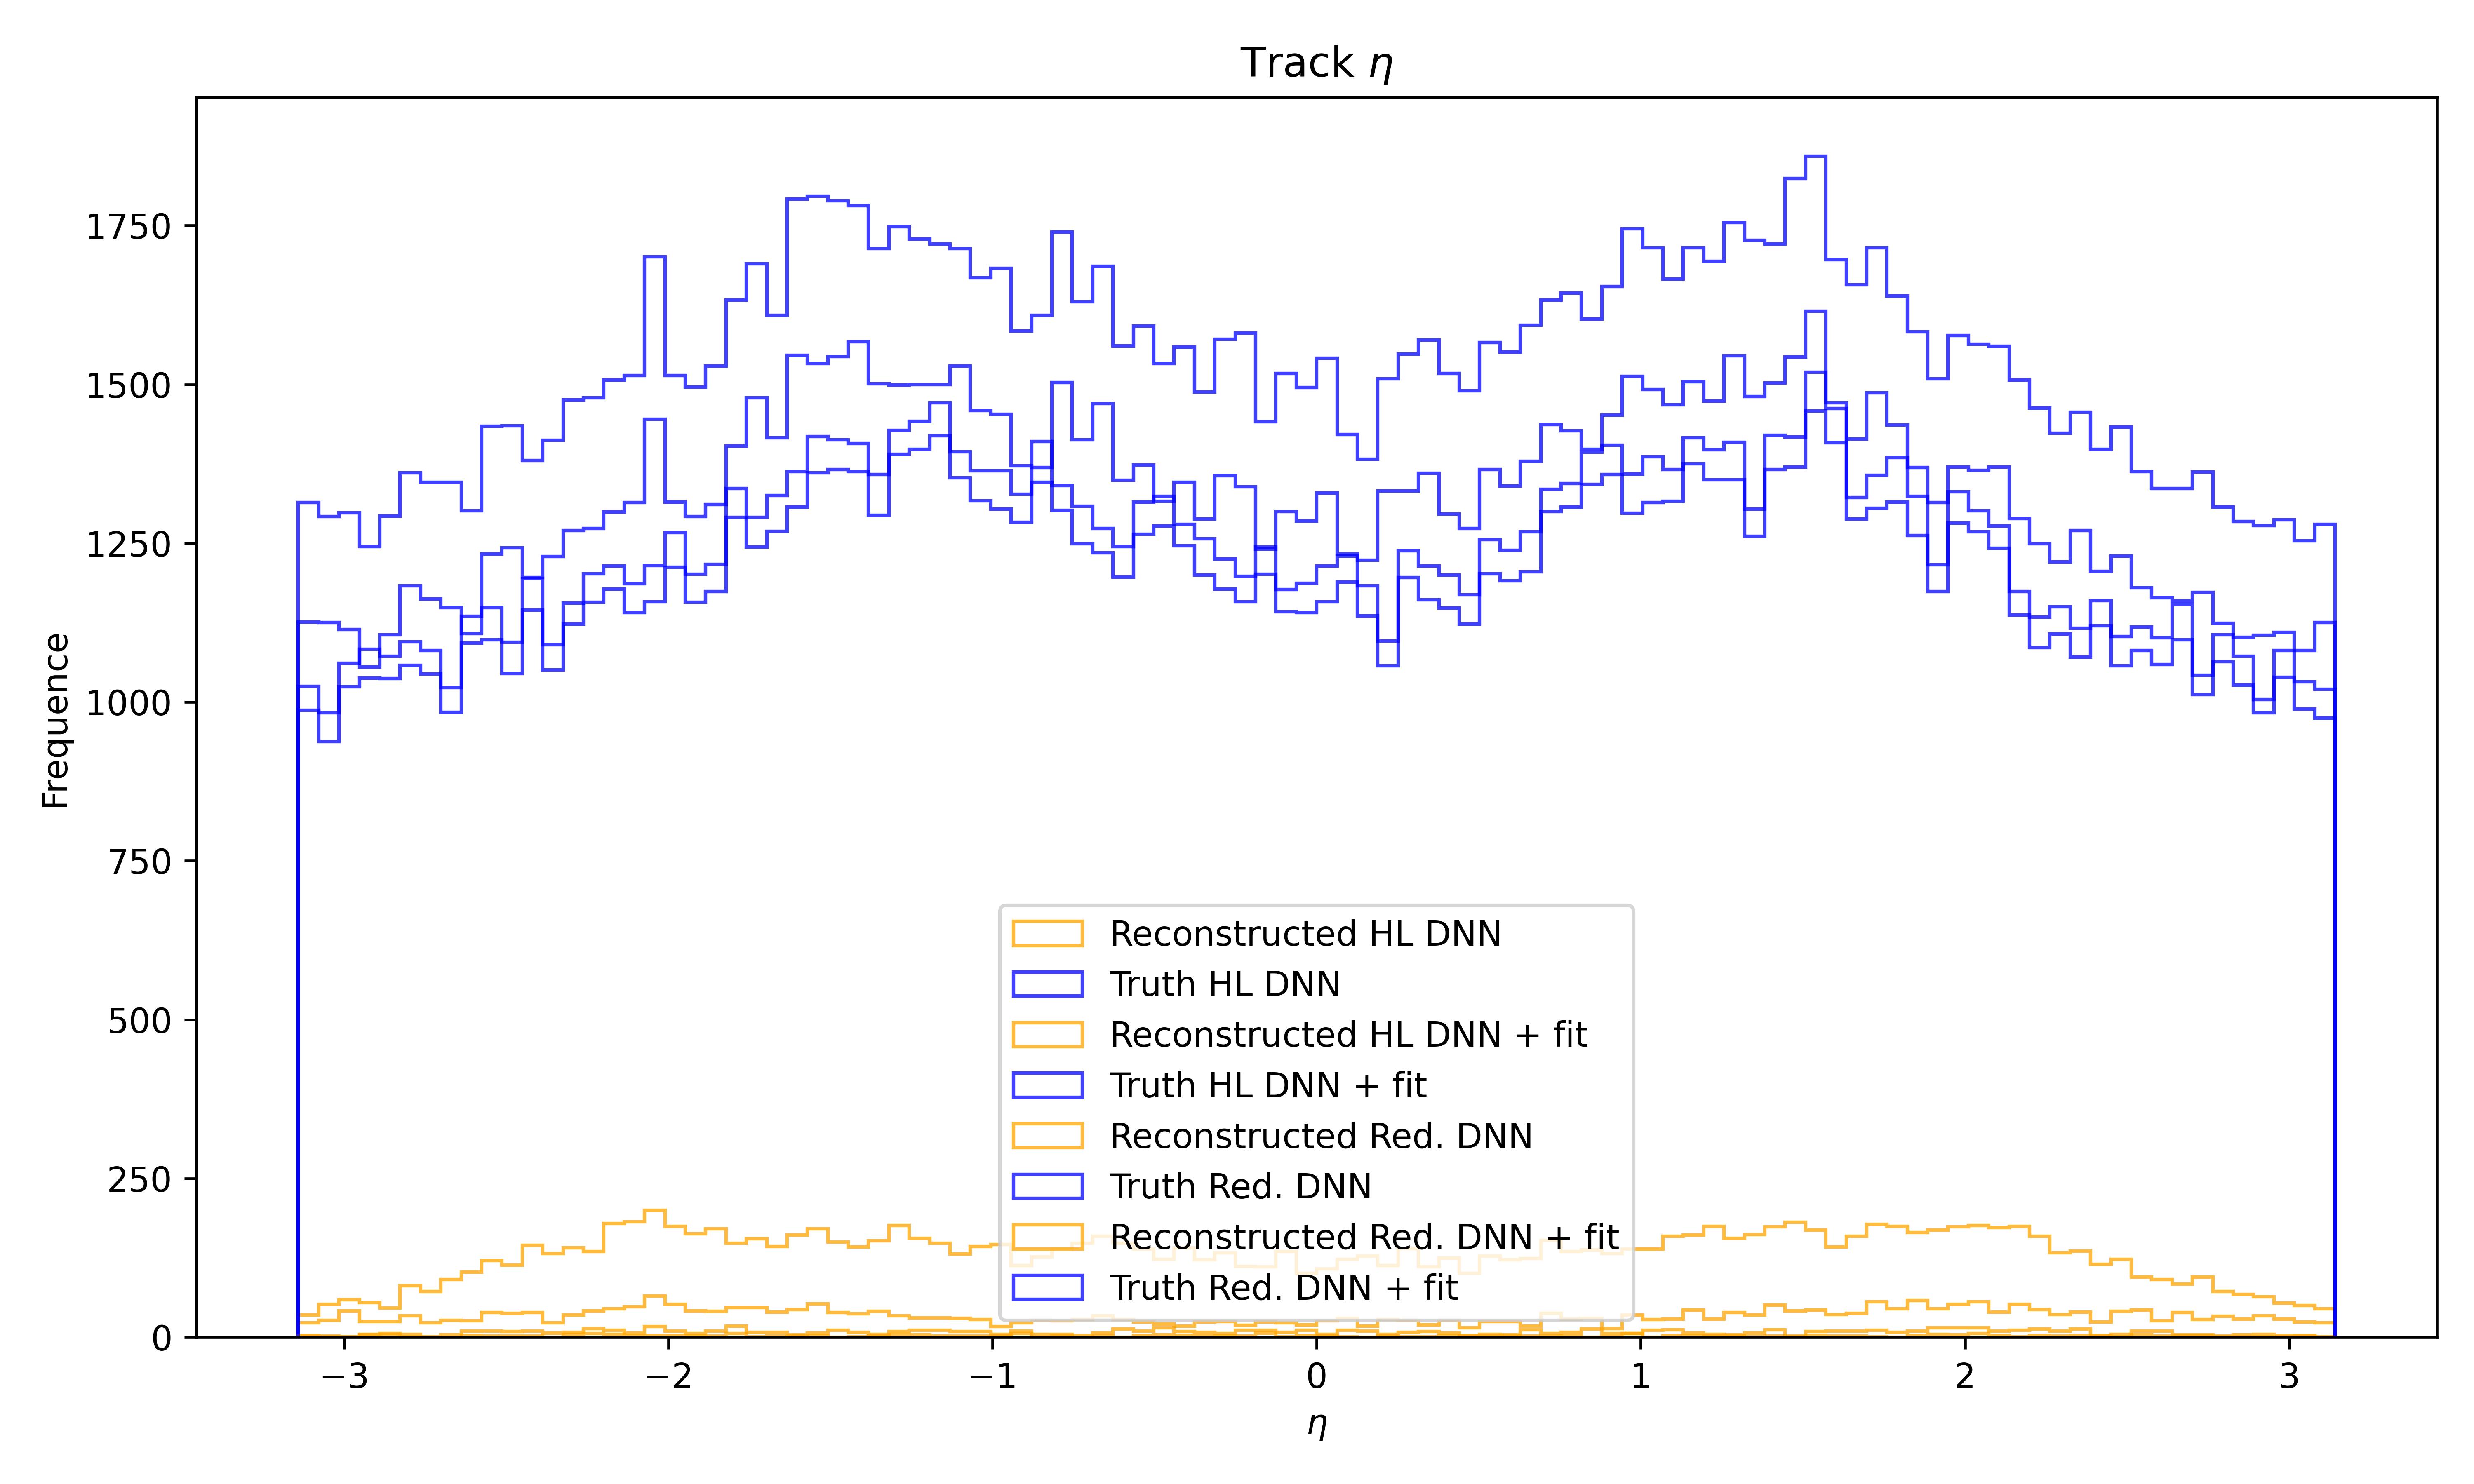 Track η
Frequence
1750
1500
1250
1000
750
500
250
0
Reconstructed HL DNN
Truth HL DNN
Reconstructed HL DNN + fit
Truth HL DNN + fit
Reconstructed Red. DNN
Truth Red. DNN
Reconstructed Red. DNN + fit
Truth Red. DNN + fit
−3 −2 −1 0 1 2 3
η